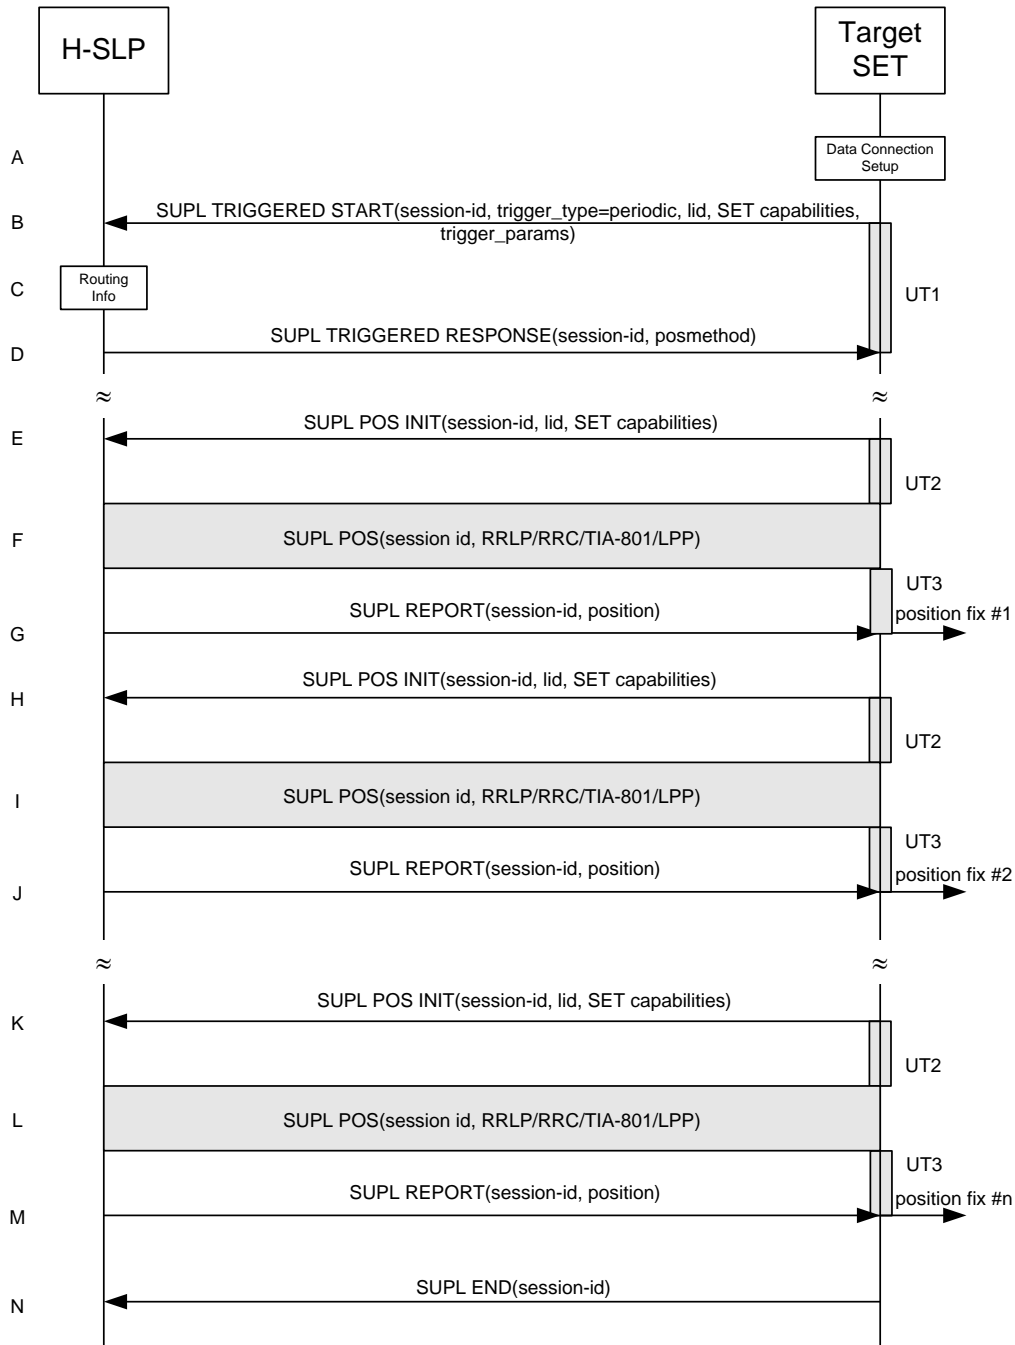 H-SLP
Target
SET
A
Data Connection
Setup
SUPL TRIGGERED START(session-id, trigger_type=periodic, lid, SET capabilities,
trigger_params)
B
Routing
Info
C
UT1
SUPL TRIGGERED RESPONSE(session-id, posmethod)
D
≈
≈
SUPL POS INIT(session-id, lid, SET capabilities)
E
UT2
SUPL POS(session id, RRLP/RRC/TIA-801/LPP)
F
UT3
SUPL REPORT(session-id, position)
position fix #1
G
SUPL POS INIT(session-id, lid, SET capabilities)
H
UT2
SUPL POS(session id, RRLP/RRC/TIA-801/LPP)
I
UT3
SUPL REPORT(session-id, position)
position fix #2
J
≈
≈
SUPL POS INIT(session-id, lid, SET capabilities)
K
UT2
SUPL POS(session id, RRLP/RRC/TIA-801/LPP)
L
UT3
SUPL REPORT(session-id, position)
position fix #n
M
SUPL END(session-id)
N